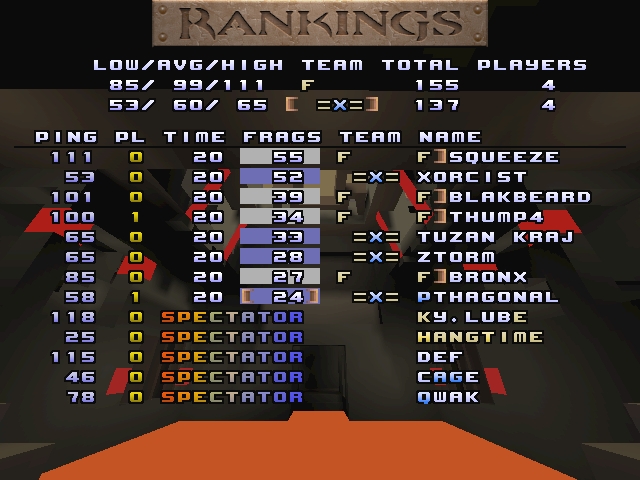 RANKINGS
LOW/AVG/HIGH TEAM TOTAL PLAYERS
85/ 99/111 F 155 4
53/ 60/ 65 [ =X=] 137 4
PING PL TIME FRAGS TEAM NAME
111 0 20 55 F F]SQUEEZE
53 0 20 52 =X= XORCIST
101 0 20 39 F F]BLAKBEARD
100 1 20 34 F F]THUMP4
65 0 20 33 =X= TUZAN KRAJ
65 0 20 28 =X= ZTORM
85 0 20 27 F F]BRONX
58 1 20 [ 24] =X= PTHAGONAL
118 0 SPECTATOR KY.LUBE
25 0 SPECTATOR HANGTIME
115 0 SPECTATOR DEF
46 0 SPECTATOR CAGE
78 0 SPECTATOR QWAK